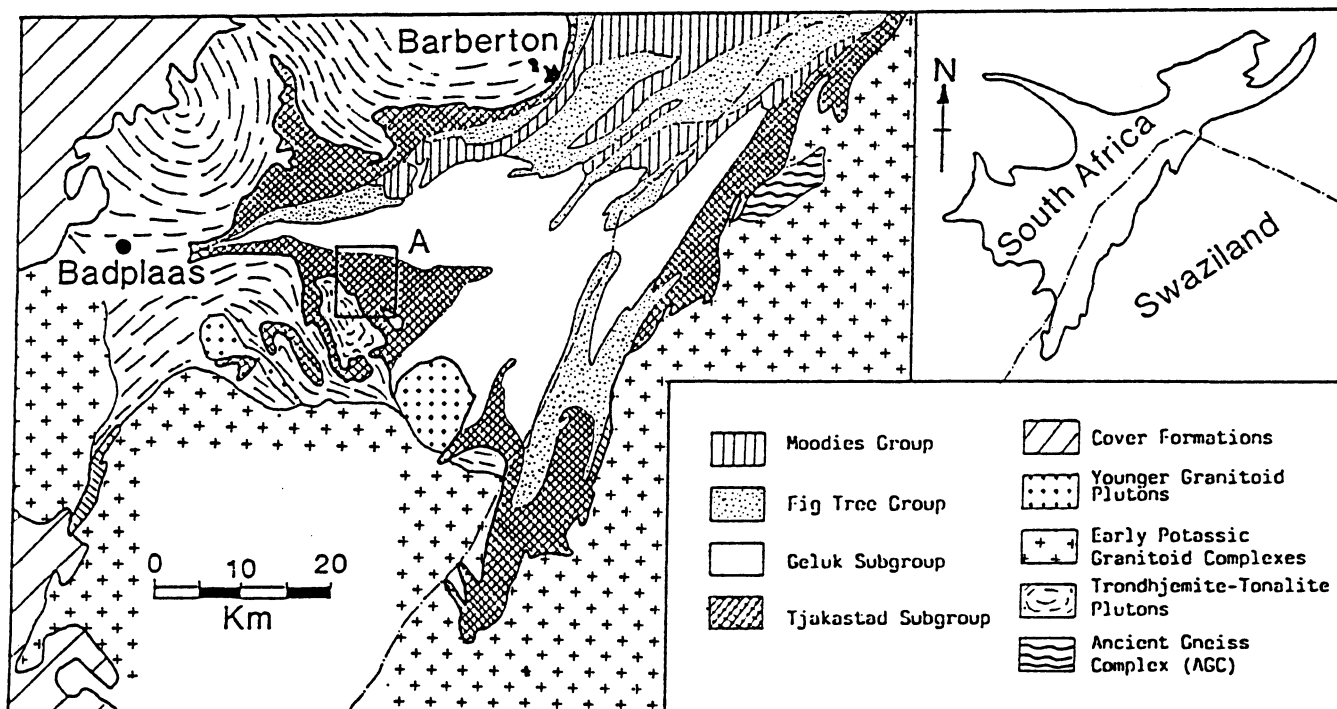 Barberton
A
Badplaas
0 10 20
Km
N
South Africa
Swaziland
Moodies Group
Fig Tree Group
Geluk Subgroup
Tjakastad Subgroup
Cover Formations
Younger Granitoid
Plutons
Early Potassic
Granitoid Complexes
Trondhjemite-Tonalite
Plutons
Ancient Gneiss
Complex (AGC)